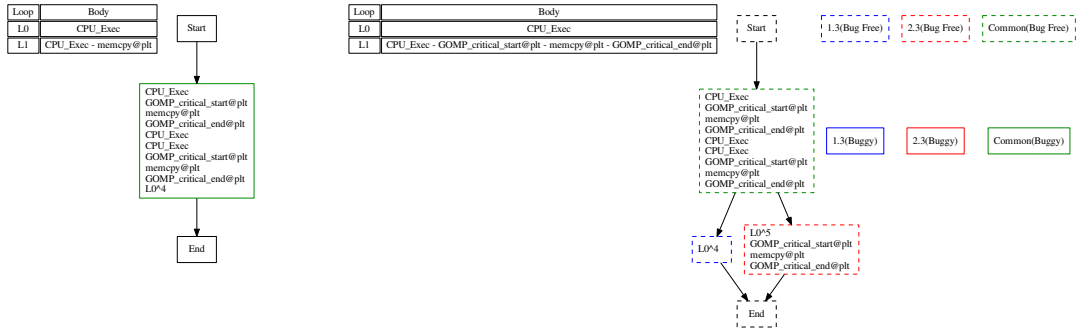 Loop Body
L0 CPU_Exec
L1 CPU_Exec - memcpy@plt
Start
CPU_Exec
GOMP_critical_start@plt
memcpy@plt
GOMP_critical_end@plt
CPU_Exec
CPU_Exec
GOMP_critical_start@plt
memcpy@plt
GOMP_critical_end@plt
L0^4
End
Loop Body
L0 CPU_Exec
L1 CPU_Exec - GOMP_critical_start@plt - memcpy@plt - GOMP_critical_end@plt
Start
CPU_Exec
GOMP_critical_start@plt
memcpy@plt
GOMP_critical_end@plt
CPU_Exec
CPU_Exec
GOMP_critical_start@plt
memcpy@plt
GOMP_critical_end@plt
L0^4
L0^5
GOMP_critical_start@plt
memcpy@plt
GOMP_critical_end@plt
End
1.3(Bug Free) 2.3(Bug Free) Common(Bug Free)
1.3(Buggy) 2.3(Buggy) Common(Buggy)